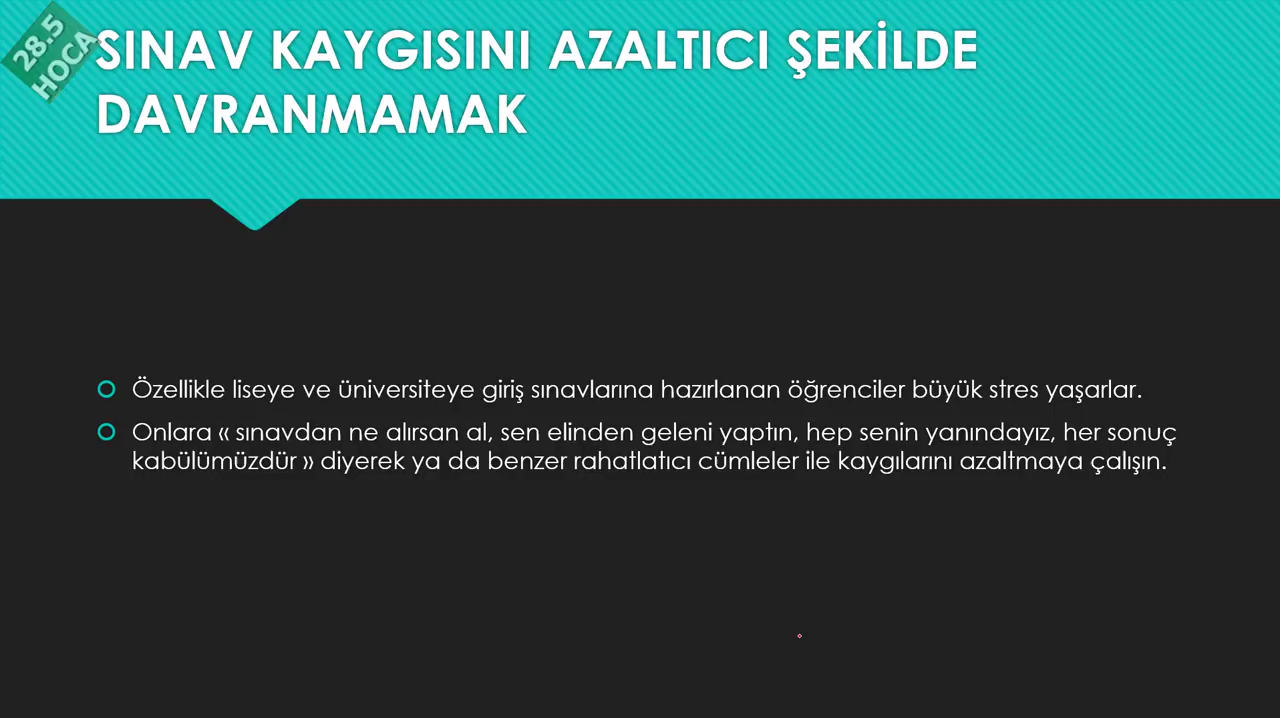 28.5
HOCA
SINAV KAYGISINI AZALTICI ŞEKİLDE
DAVRANMAMAK
Özellikle liseye ve üniversiteye giriş sınavlarına hazırlanan öğrenciler büyük stres yaşarlar.
Onlara « sınavdan ne alırsan al, sen elinden geleni yaptın, hep senin yanındayız, her sonuç
kabülümüzdür » diyerek ya da benzer rahatlatıcı cümleler ile kaygılarını azaltmaya çalışın.